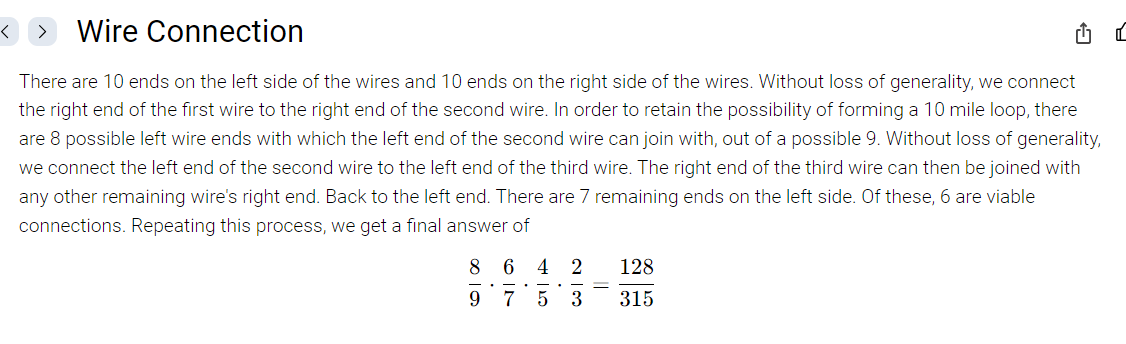 Wire Connection
There are 10 ends on the left side of the wires and 10 ends on the right side of the wires. Without loss of generality, we connect
the right end of the first wire to the right end of the second wire. In order to retain the possibility of forming a 10 mile loop, there
are 8 possible left wire ends with which the left end of the second wire can join with, out of a possible 9. Without loss of generality,
we connect the left end of the second wire to the left end of the third wire. The right end of the third wire can then be joined with
any other remaining wire's right end. Back to the left end. There are 7 remaining ends on the left side. Of these, 6 are viable
connections. Repeating this process, we get a final answer of
8/9 · 6/7 · 4/5 · 2/3 = 128/315